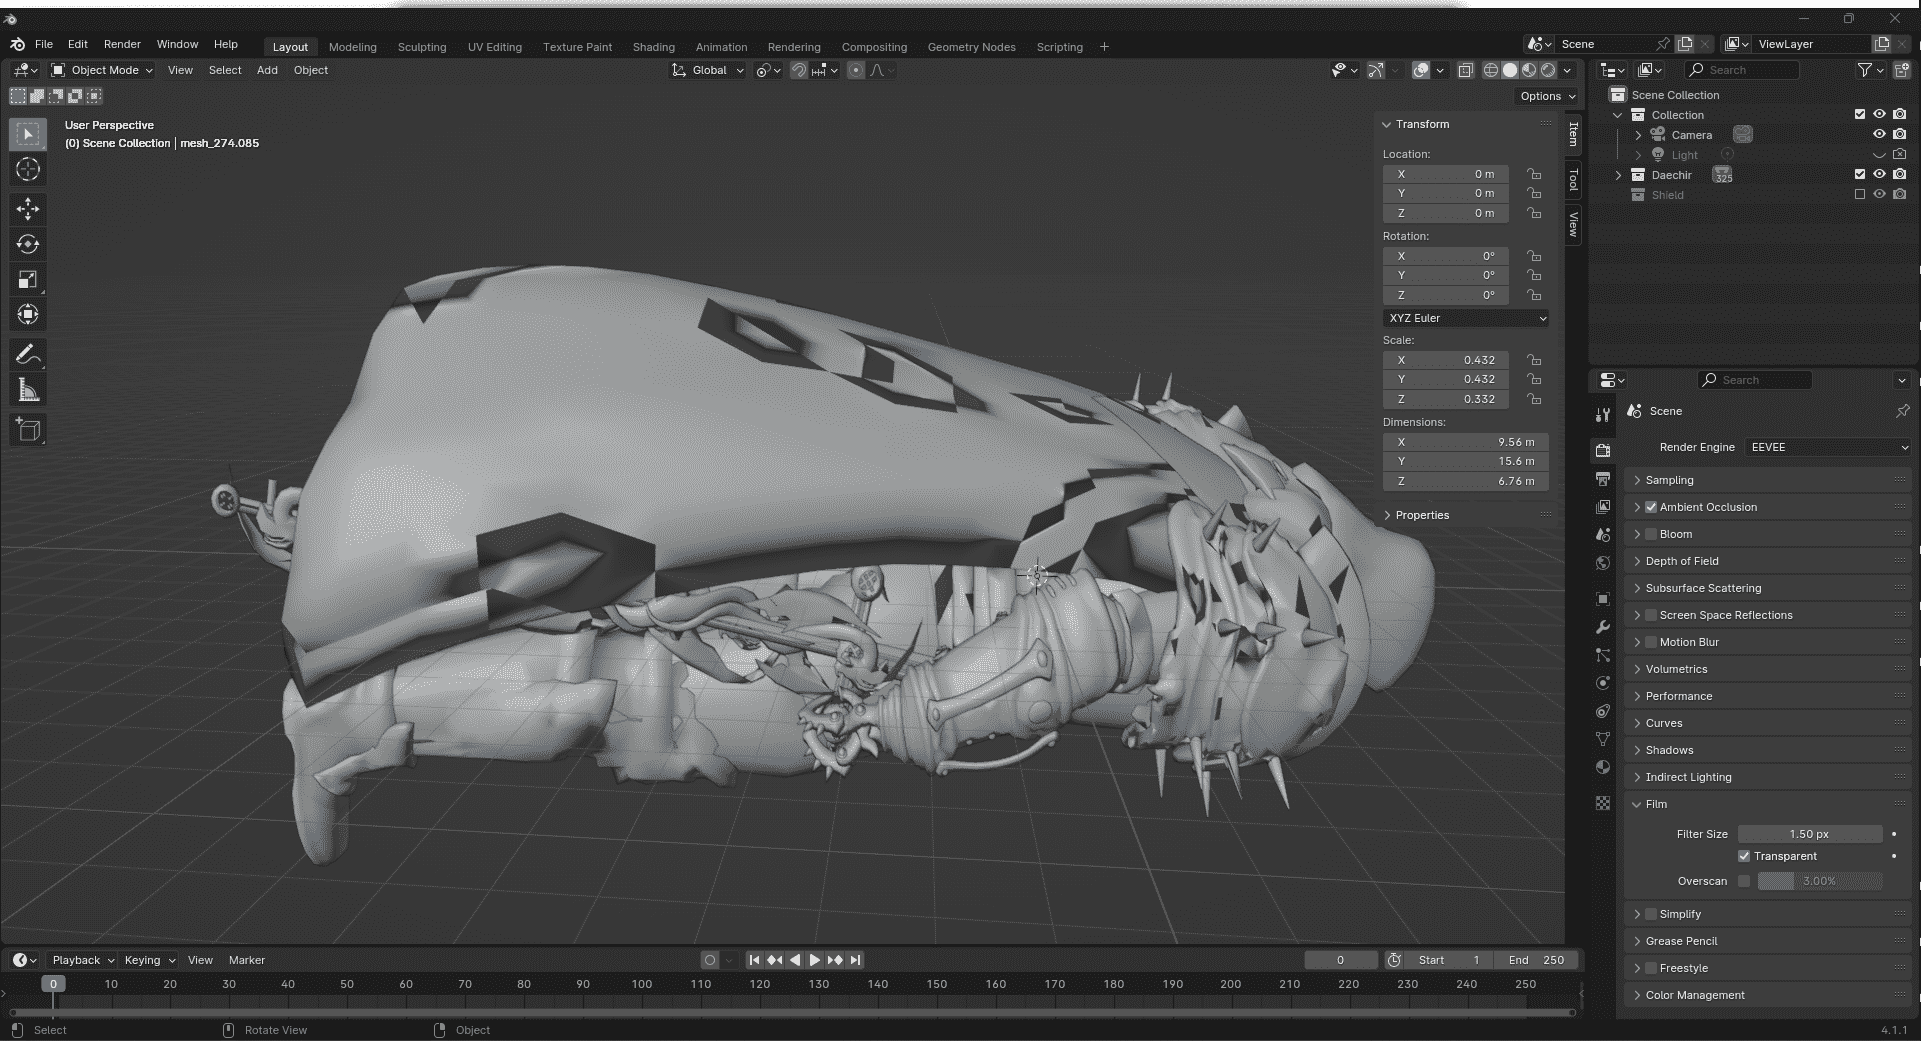 File Edit Render Window Help
Layout Modeling Sculpting UV Editing Texture Paint Shading Animation Rendering Compositing Geometry Nodes Scripting +
Scene
ViewLayer
Object Mode View Select Add Object
Global
Options
User Perspective
(0) Scene Collection | mesh_274.085
Transform
Location:
X 0 m
Y 0 m
Z 0 m
Rotation:
X 0°
Y 0°
Z 0°
XYZ Euler
Scale:
X 0.432
Y 0.432
Z 0.332
Dimensions:
X 9.56 m
Y 15.6 m
Z 6.76 m
Properties
Item
Tool
View
Search
Scene Collection
Collection
Camera
Light
Daechir 325
Shield
Search
Scene
Render Engine EEVEE
Sampling
Ambient Occlusion
Bloom
Depth of Field
Subsurface Scattering
Screen Space Reflections
Motion Blur
Volumetrics
Performance
Curves
Shadows
Indirect Lighting
Film
Filter Size 1.50 px
Transparent
Overscan 3.00%
Simplify
Grease Pencil
Freestyle
Color Management
Playback Keying View Marker
0 Start 1 End 250
0 10 20 30 40 50 60 70 80 90 100 110 120 130 140 150 160 170 180 190 200 210 220 230 240 250
Select Rotate View Object
4.1.1